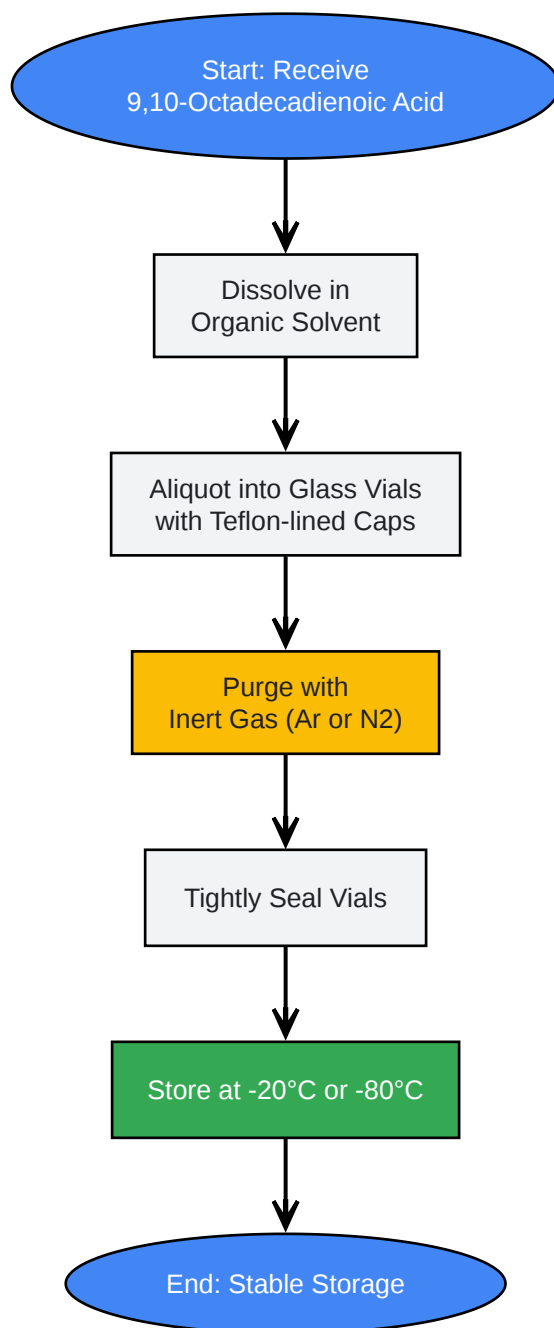 Start: Receive
9,10-Octadecadienoic Acid
Dissolve in
Organic Solvent
Aliquot into Glass Vials
with Teflon-lined Caps
Purge with
Inert Gas (Ar or N2)
Tightly Seal Vials
Store at -20°C or -80°C
End: Stable Storage